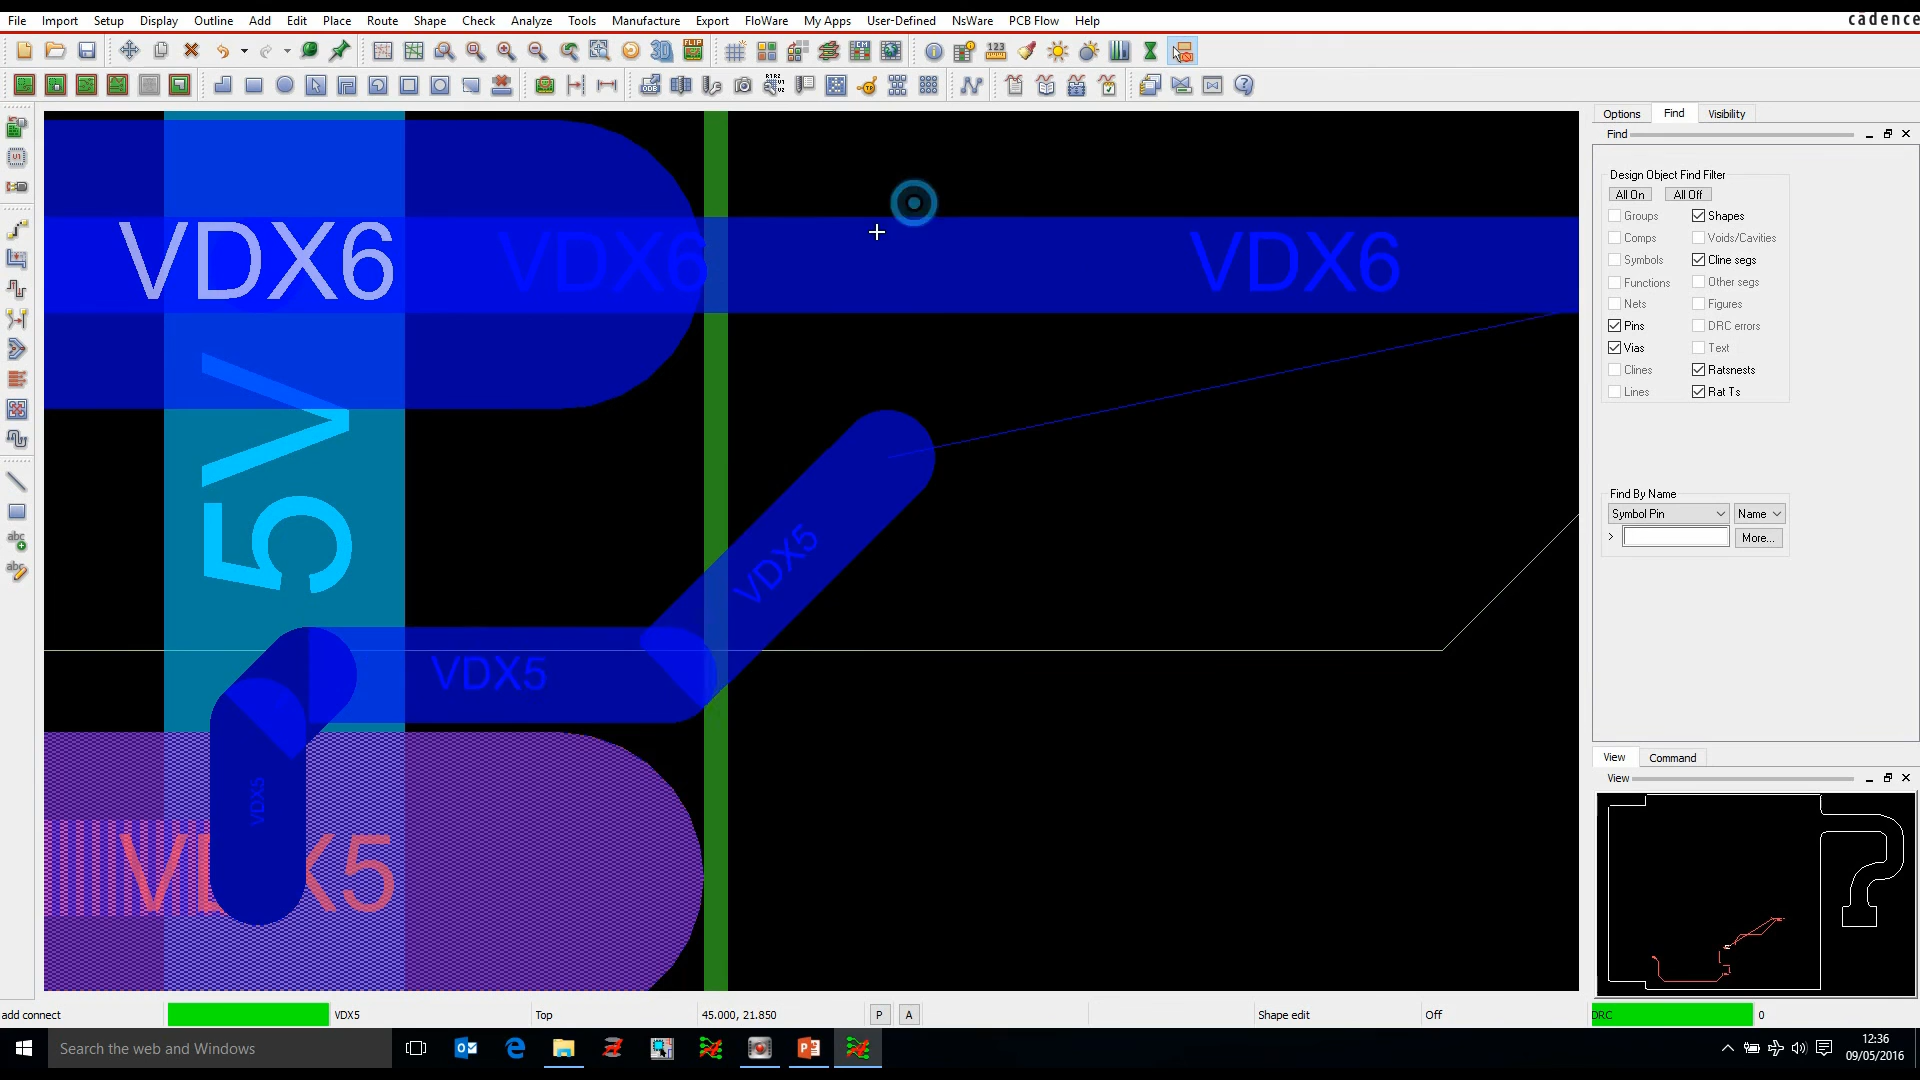 File Import Setup Display Outline Add Edit Place Route Shape Check Analyze Tools Manufacture Export FloWare My Apps User-Defined NsWare PCB Flow Help
cādence
Options Find Visibility
Find
Design Object Find Filter
All On All Off
Groups Shapes
Comps Voids/Cavities
Symbols Cline segs
Functions Other segs
Nets Figures
Pins DRC errors
Vias Text
Clines Ratsnests
Lines Rat Ts
Find By Name
Symbol Pin Name
> More...
View Command
View
VDX6 VDX6 VDX6
5V
VDX5
VDX5
VDX5
VDX5
add connect VDX5 Top 45.000, 21.850 P A Shape edit Off DRC 0
Search the web and Windows
12:36
09/05/2016